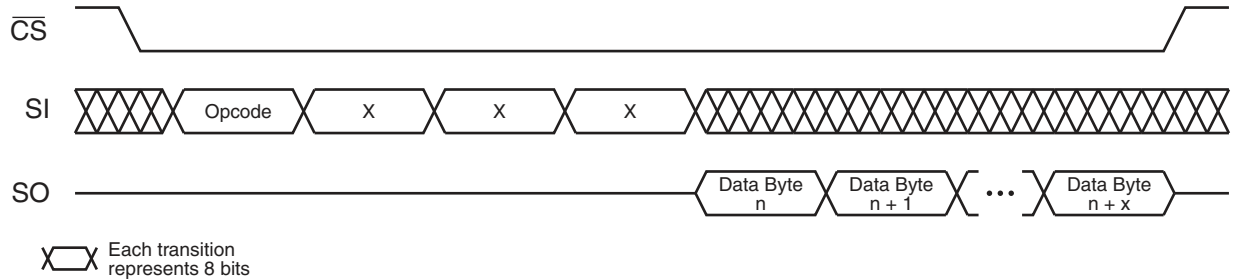 CS
SI Opcode X X X
SO Data Byte n Data Byte n + 1 ••• Data Byte n + x
Each transition
represents 8 bits